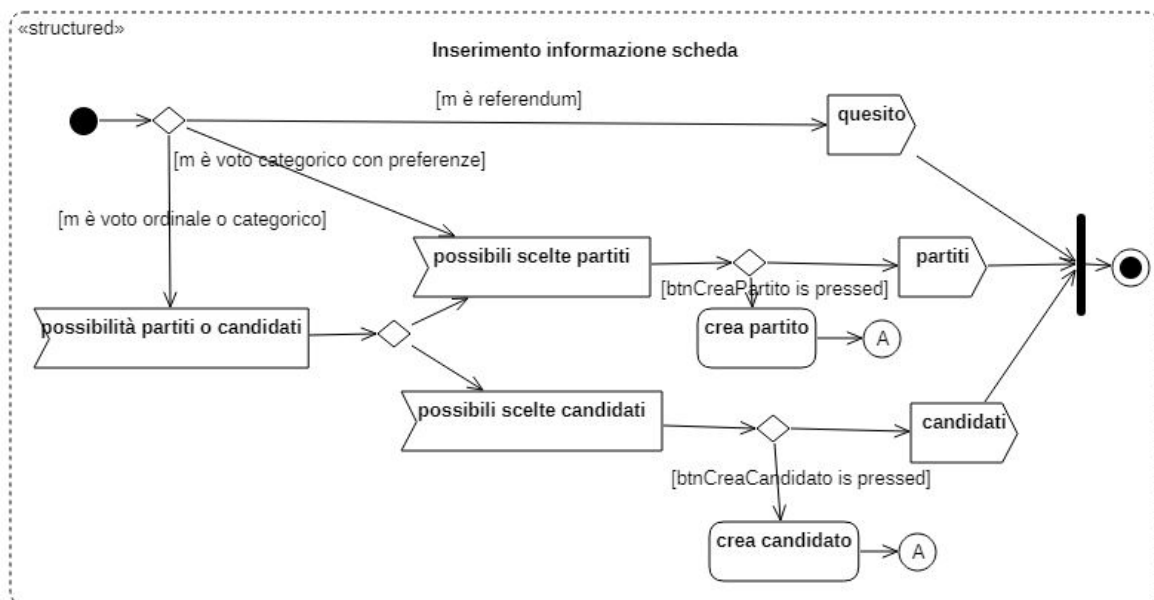 «structured»
Inserimento informazione scheda
[m è referendum]
quesito
[m è voto categorico con preferenze]
[m è voto ordinale o categorico]
possibili scelte partiti
partiti
[btnCreaPartito is pressed]
possibilità partiti o candidati
crea partito
A
possibili scelte candidati
candidati
[btnCreaCandidato is pressed]
crea candidato
A